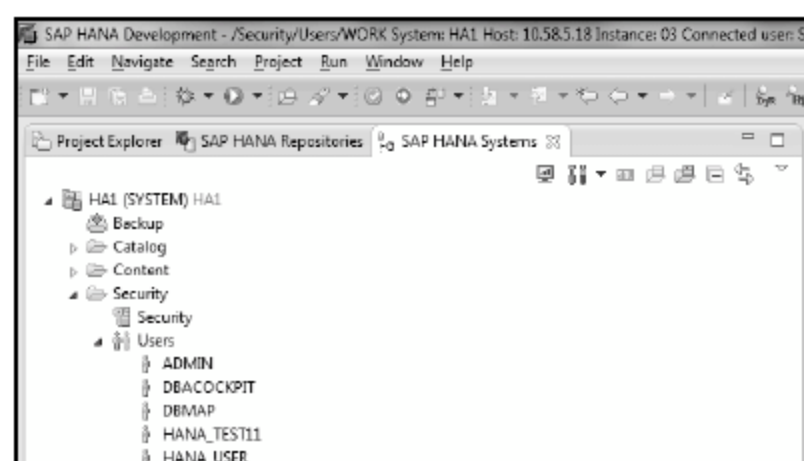 SAP HANA Development - /Security/Users/WORK System: HA1 Host: 10.58.5.18 Instance: 03 Connected user: S
File Edit Navigate Search Project Run Window Help
Project Explorer SAP HANA Repositories SAP HANA Systems
HA1 (SYSTEM) HA1
Backup
Catalog
Content
Security
Security
Users
ADMIN
DBACOCKPIT
DBMAP
HANA_TEST11
HANA_USER